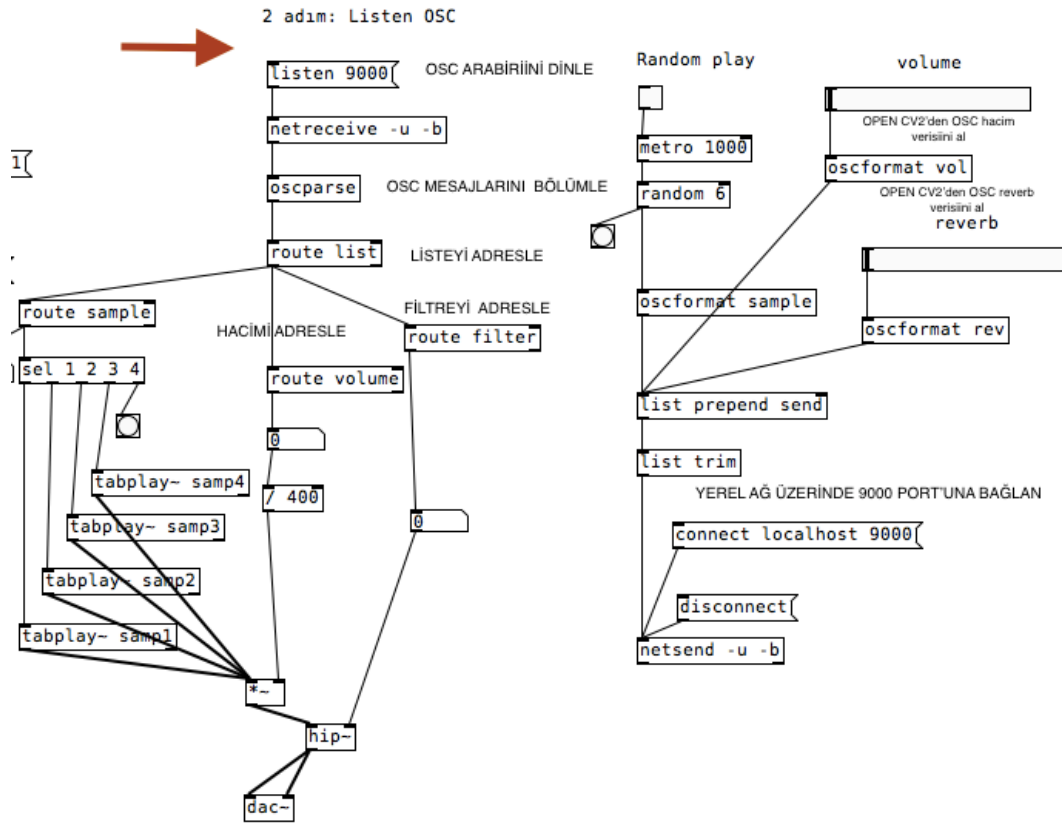 2 adım: Listen OSC
listen 9000
OSC ARABİRİİNİ DİNLE
netreceive -u -b
1
oscparse
OSC MESAJLARINI BÖLÜMLE
route list
LİSTEYİ ADRESLE
route sample
HACİMİ ADRESLE
FİLTREYİ ADRESLE
route filter
sel 1 2 3 4
route volume
0
tabplay~ samp4
/ 400
tabplay~ samp3
0
tabplay~ samp2
tabplay~ samp1
*~
hip~
dac~
Random play
metro 1000
random 6
oscformat sample
volume
OPEN CV2'den OSC hacim
verisiini al
oscformat vol
OPEN CV2'den OSC reverb
verisiini al
reverb
oscformat rev
list prepend send
list trim
YEREL AĞ ÜZERİNDE 9000 PORT'UNA BAĞLAN
connect localhost 9000
disconnect
netsend -u -b